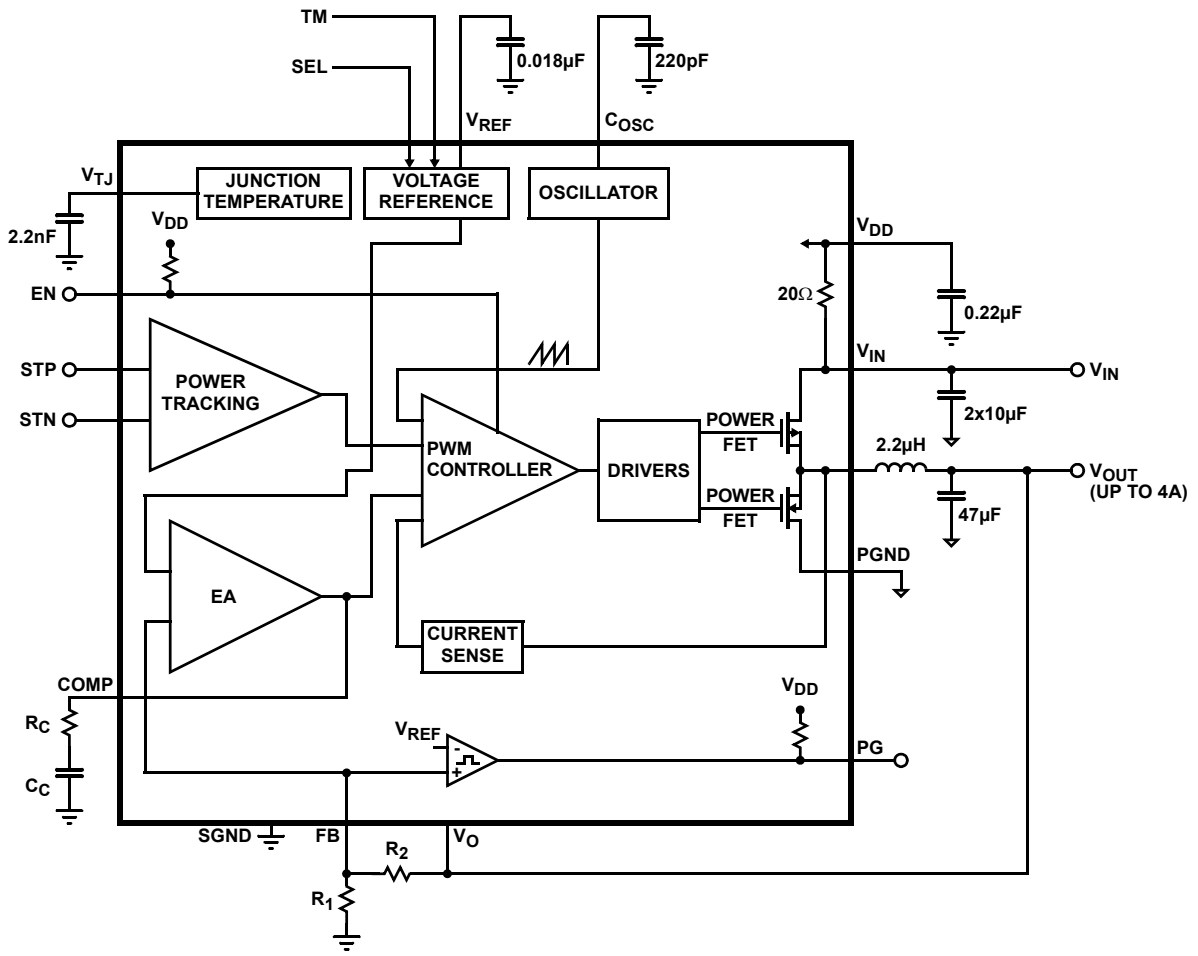 TM
SEL
0.018µF
220pF
VREF
COSC
VTJ
JUNCTION
TEMPERATURE
VOLTAGE
REFERENCE
OSCILLATOR
2.2nF
VDD
VDD
EN
20Ω
0.22µF
STP
STN
POWER
TRACKING
VIN
VIN
2x10µF
PWM
CONTROLLER
DRIVERS
POWER
FET
POWER
FET
2.2µH
VOUT
(UP TO 4A)
47µF
PGND
EA
CURRENT
SENSE
COMP
RC
CC
VDD
VREF
-
+
PG
SGND
FB
VO
R2
R1